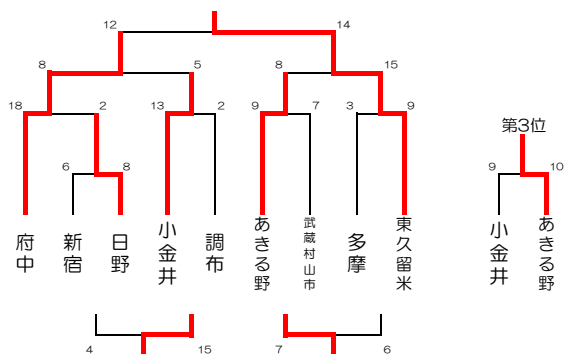 12 14
8 5 8 15
18 2 13 2 9 7 3 9
第3位
6 8 9 10
府中
新宿
日野
小金井
調布
あきる野
武蔵村山市
多摩
東久留米
小金井
あきる野
4 15 7 6